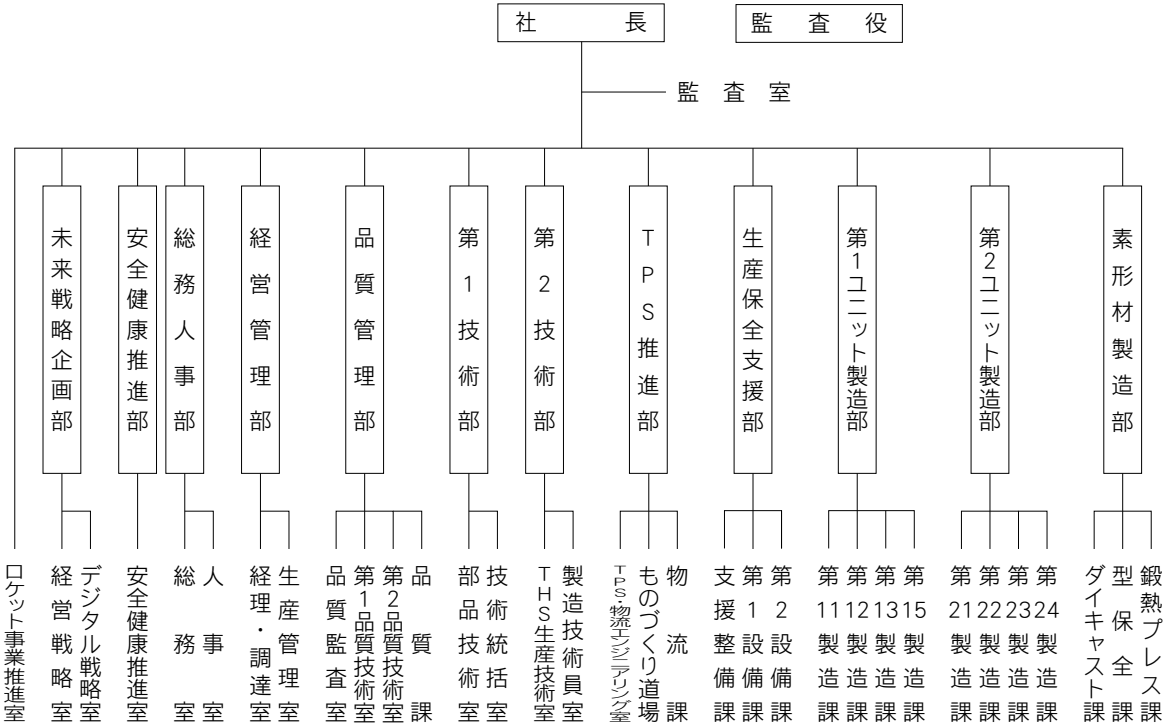 社長
監査役
監査室
未来戦略企画部
安全健康推進部
総務人事部
経営管理部
品質管理部
第1技術部
第2技術部
TPS推進部
生産保全支援部
第1ユニット製造部
第2ユニット製造部
素形材製造部
ロケット事業推進室
経営戦略室
デジタル戦略室
安全健康推進室
総務室
人事室
経理・調達室
生産管理室
品質監査室
第1品質技術室
第2品質技術室
品質課
部品技術室
技術統括室
THS生産技術室
製造技術員室
TPS・物流エンジニアリング室
ものづくり道場
物流課
支援整備課
第1設備課
第2設備課
第11製造課
第12製造課
第13製造課
第15製造課
第21製造課
第22製造課
第23製造課
第24製造課
ダイキャスト課
型保全課
鍛熱プレス課